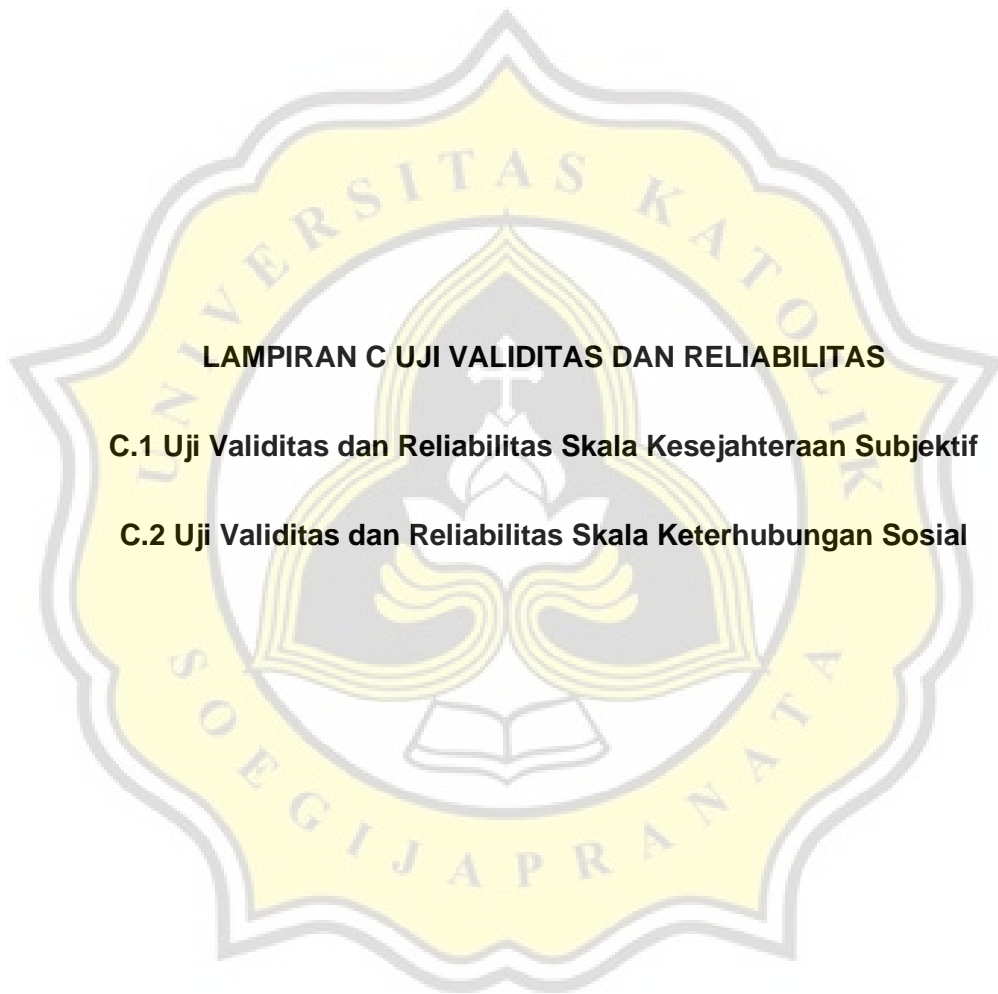 LAMPIRAN C UJI VALIDITAS DAN RELIABILITAS
C.1 Uji Validitas dan Reliabilitas Skala Kesejahteraan Subjektif
C.2 Uji Validitas dan Reliabilitas Skala Keterhubungan Sosial
UNIVERSITAS KATOLIK
SOEGIJAPRANATA